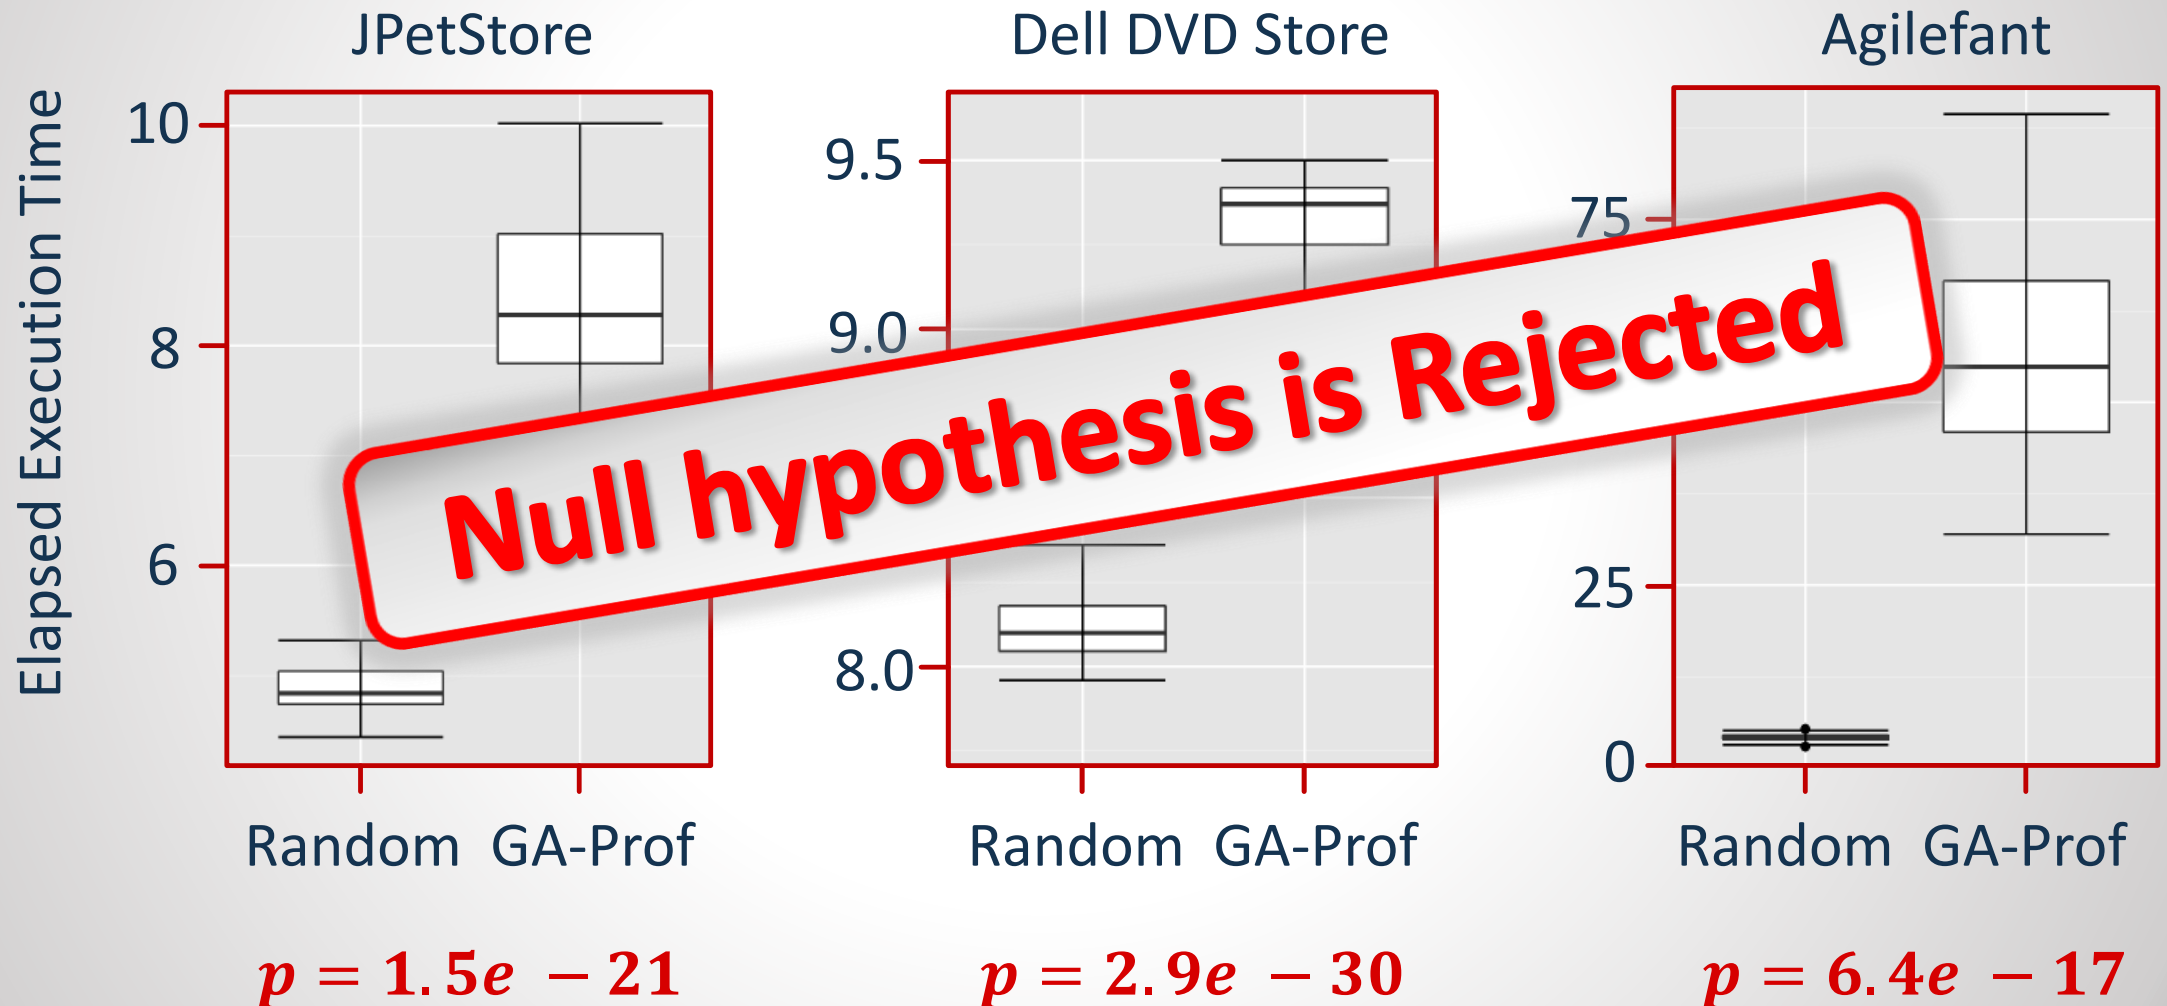 JPetStore
Dell DVD Store
Agilefant
Elapsed Execution Time
10
8
6
9.5
9.0
8.0
75
25
0
Null hypothesis is Rejected
Random GA-Prof
Random GA-Prof
Random GA-Prof
p = 1.5e − 21
p = 2.9e − 30
p = 6.4e − 17